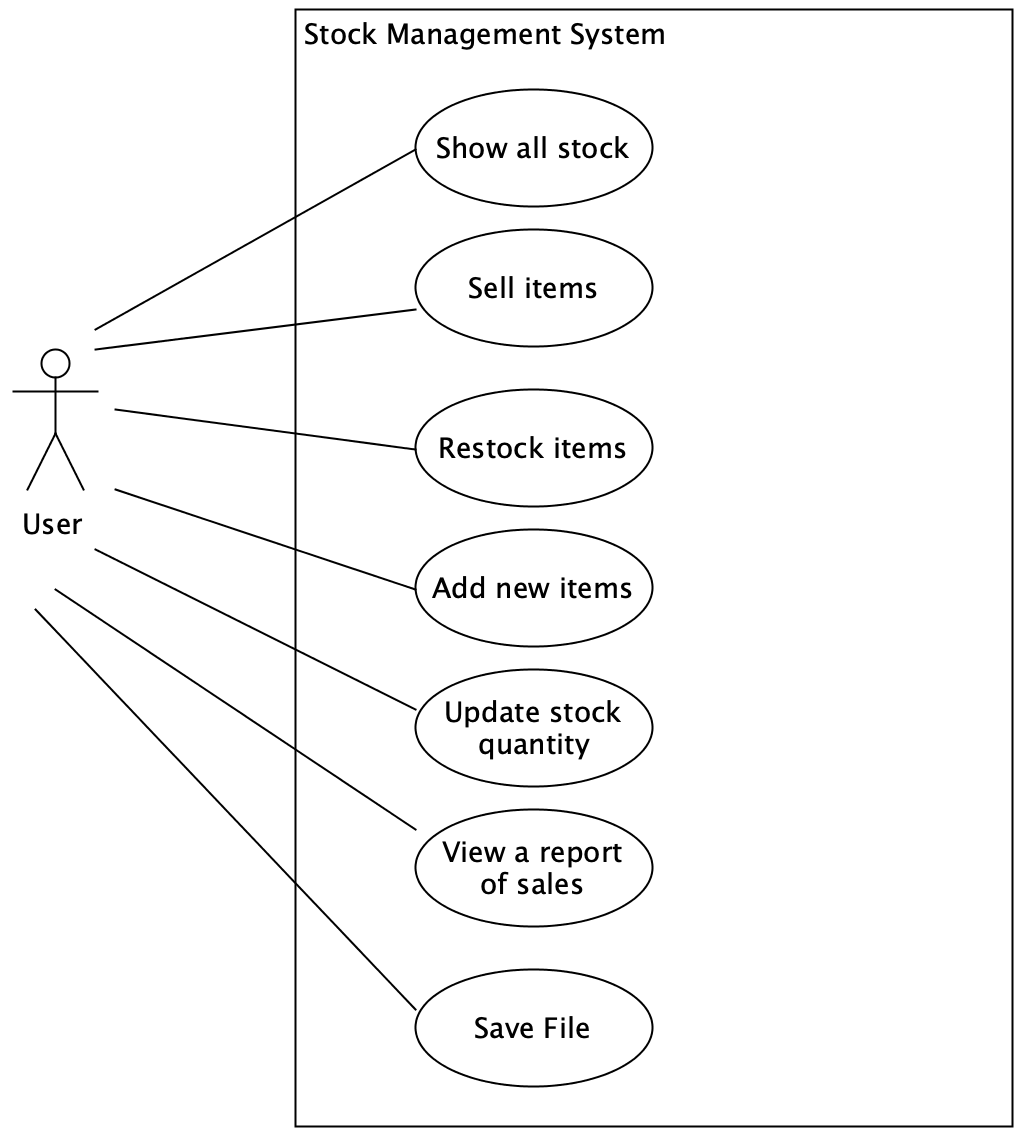 Stock Management System
Show all stock
Sell items
Restock items
User
Add new items
Update stock
quantity
View a report
of sales
Save File